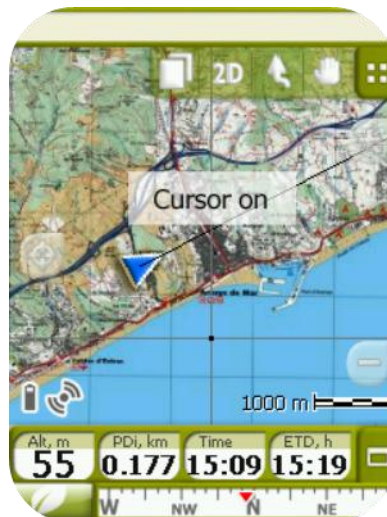 2D
Cursor on
1000 m
Alt, m
PDi, km
Time
ETD, h
55
0.177
15:09
15:19
W
NW
N
NE